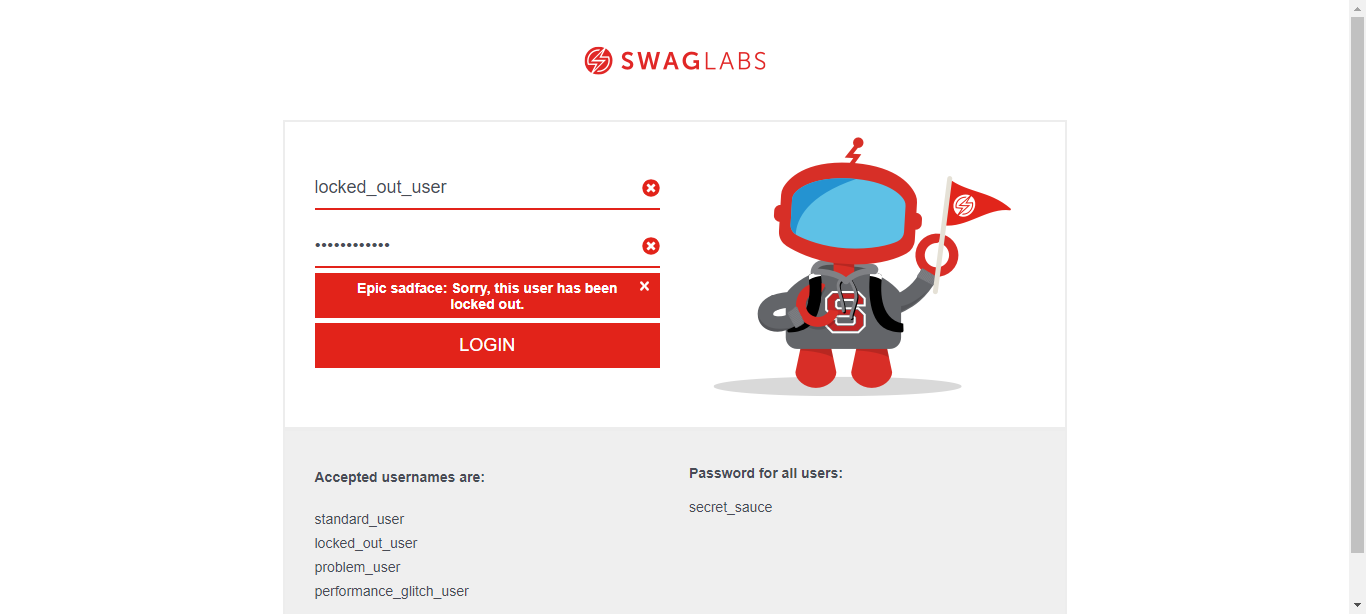 SWAGLABS
locked_out_user
••••••••••••
Epic sadface: Sorry, this user has been
locked out.
LOGIN
S
Accepted usernames are:
standard_user
locked_out_user
problem_user
performance_glitch_user
Password for all users:
secret_sauce